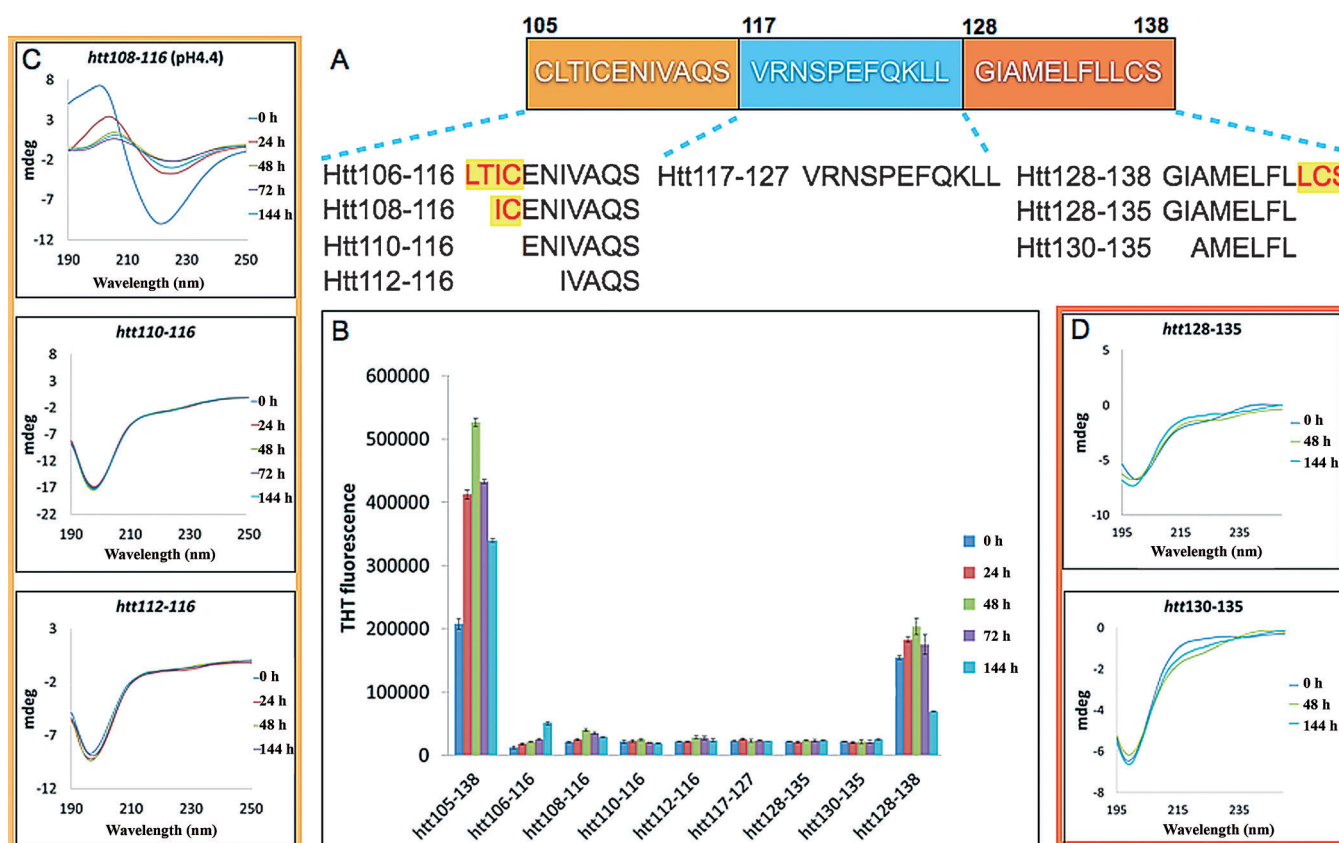 C
htt108-116 (pH4.4)
8
3
-2
-7
-12
mdeg
190 210 230 250
Wavelength (nm)
0 h
24 h
48 h
72 h
144 h
htt110-116
8
3
-2
-7
-12
-17
-22
mdeg
190 210 230 250
Wavelength (nm)
0 h
24 h
48 h
72 h
144 h
htt112-116
3
-2
-7
-12
mdeg
190 210 230 250
Wavelength (nm)
0 h
24 h
48 h
144 h
A
105 117 128 138
CLTICENIVAQS VRNSPEFQKLL GIAMELFLLCS
Htt106-116 LTICENIVAQS Htt117-127 VRNSPEFQKLL Htt128-138 GIAMELFLLCS
Htt108-116 ICENIVAQS Htt128-135 GIAMELFL
Htt110-116 ENIVAQS Htt130-135 AMELFL
Htt112-116 IVAQS
B
THT fluorescence
600000
500000
400000
300000
200000
100000
0
htt105-138 htt106-116 htt108-116 htt110-116 htt112-116 htt117-127 htt128-135 htt130-135 htt128-138
0 h
24 h
48 h
72 h
144 h
D
htt128-135
5
0
-5
-10
mdeg
195 215 235
Wavelength (nm)
0 h
48 h
144 h
htt130-135
0
-2
-4
-6
-8
mdeg
195 215 235
Wavelength (nm)
0 h
48 h
144 h